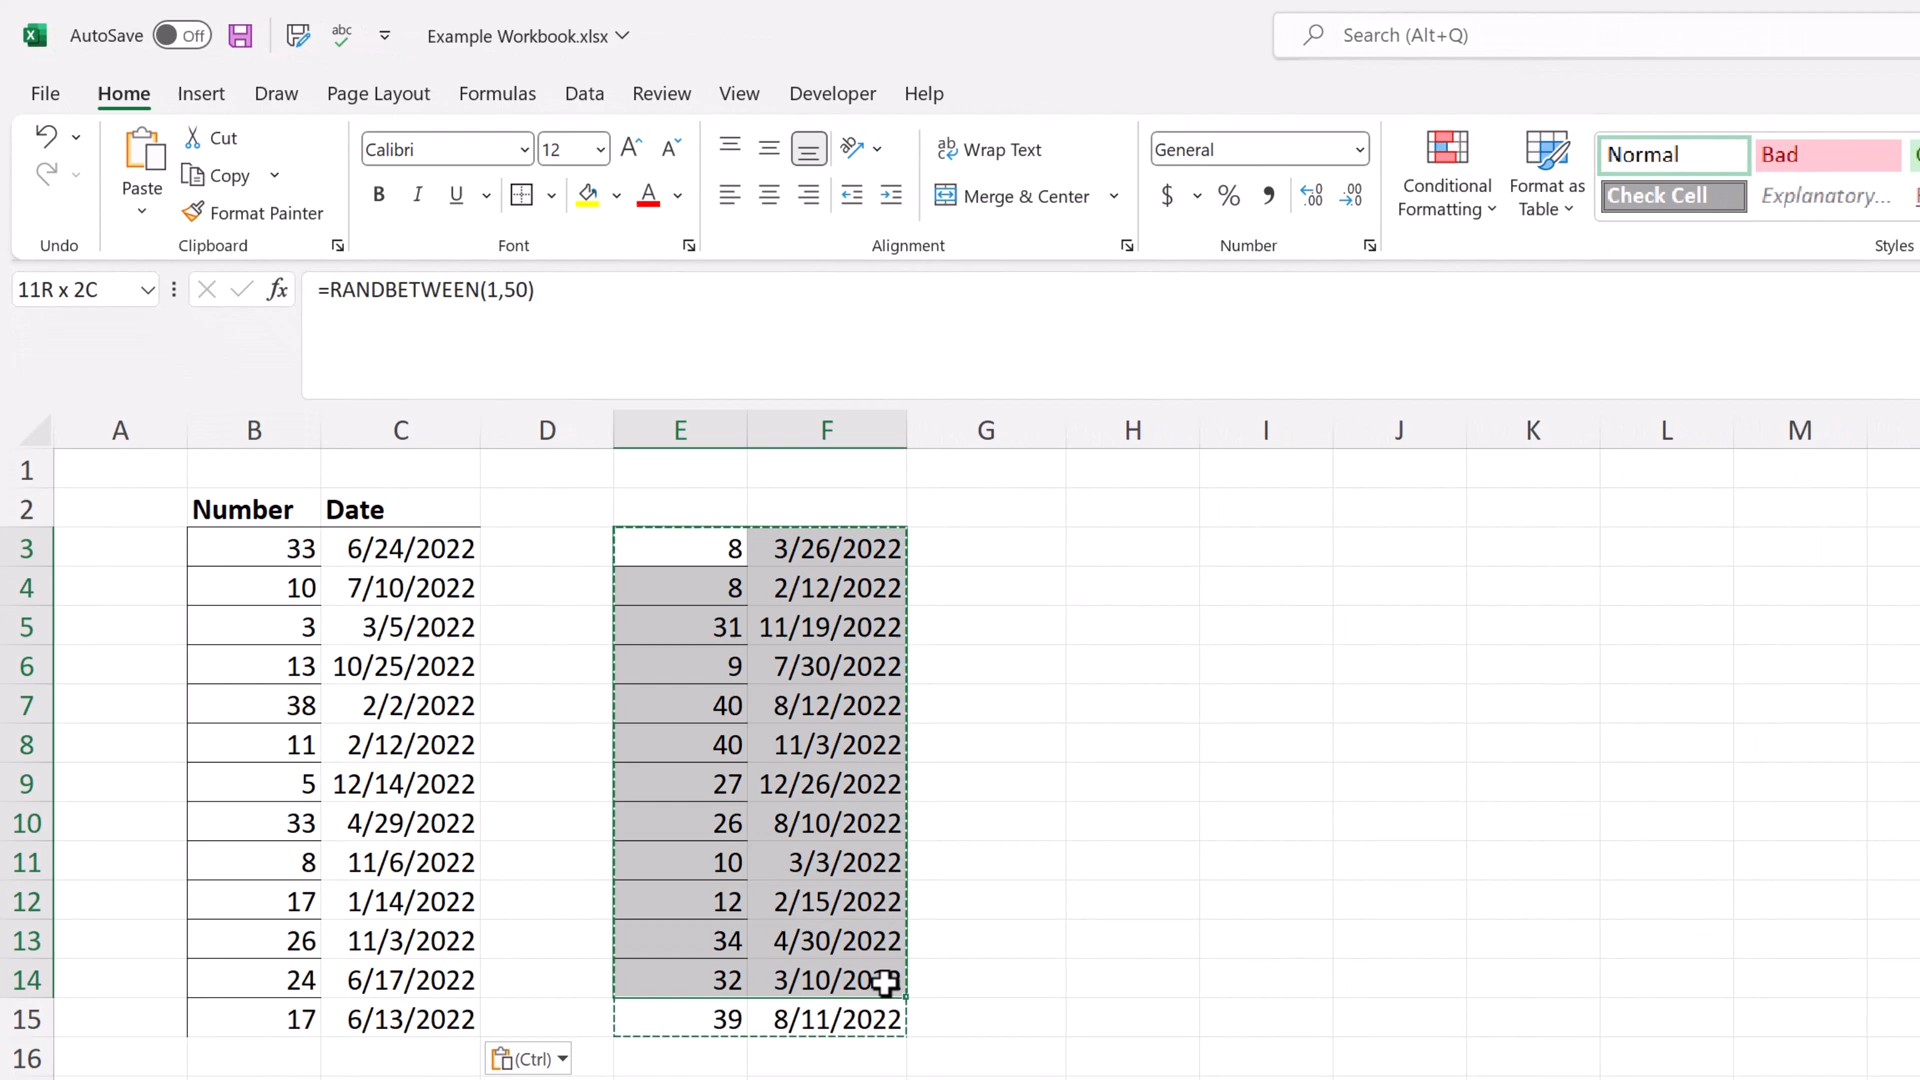 AutoSave Off abc Example Workbook.xlsx Search (Alt+Q)
File Home Insert Draw Page Layout Formulas Data Review View Developer Help
Paste Cut Copy Format Painter
Calibri 12 A A
B I U A
ab Wrap Text
Merge & Center
General
$ % , .00
Conditional Formatting
Format as Table
Normal Bad
Check Cell Explanatory...
Undo Clipboard Font Alignment Number Styles
11R x 2C fx =RANDBETWEEN(1,50)
A B C D E F G H I J K L M
1
2 Number Date
3 33 6/24/2022 8 3/26/2022
4 10 7/10/2022 8 2/12/2022
5 3 3/5/2022 31 11/19/2022
6 13 10/25/2022 9 7/30/2022
7 38 2/2/2022 40 8/12/2022
8 11 2/12/2022 40 11/3/2022
9 5 12/14/2022 27 12/26/2022
10 33 4/29/2022 26 8/10/2022
11 8 11/6/2022 10 3/3/2022
12 17 1/14/2022 12 2/15/2022
13 26 11/3/2022 34 4/30/2022
14 24 6/17/2022 32
15 17 6/13/2022 39 8/11/2022
16 (Ctrl)